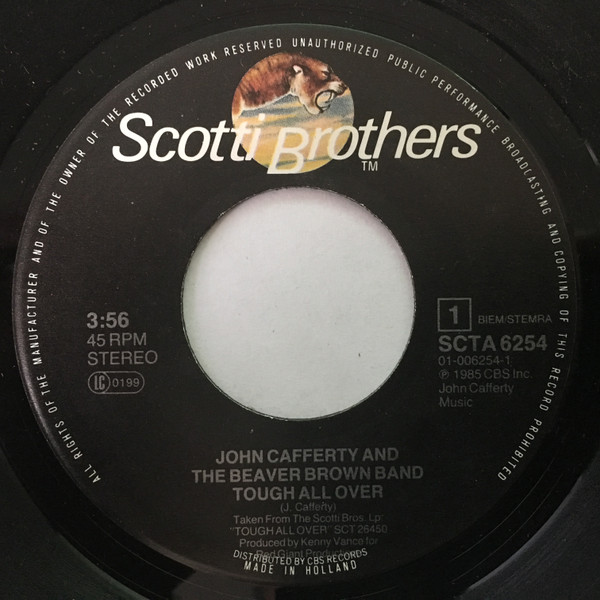 ALL RIGHTS OF THE MANUFACTURER AND OF THE OWNER OF THE RECORDED WORK RESERVED UNAUTHORIZED PUBLIC PERFORMANCE BROADCASTING AND COPYING OF THIS RECORD PROHIBITED
Scotti Brothers
TM
3:56
45 RPM
STEREO
LC 0199
1 BIEM/STEMRA
SCTA 6254
01-006254-1
℗ 1985 CBS Inc.
John Cafferty
Music
JOHN CAFFERTY AND
THE BEAVER BROWN BAND
TOUGH ALL OVER
(J. Cafferty)
Taken From The Scotti Bros. Lp:
"TOUGH ALL OVER" SCT 26450
Produced by Kenny Vance for
Red Giant Productions
DISTRIBUTED BY CBS RECORDS
MADE IN HOLLAND